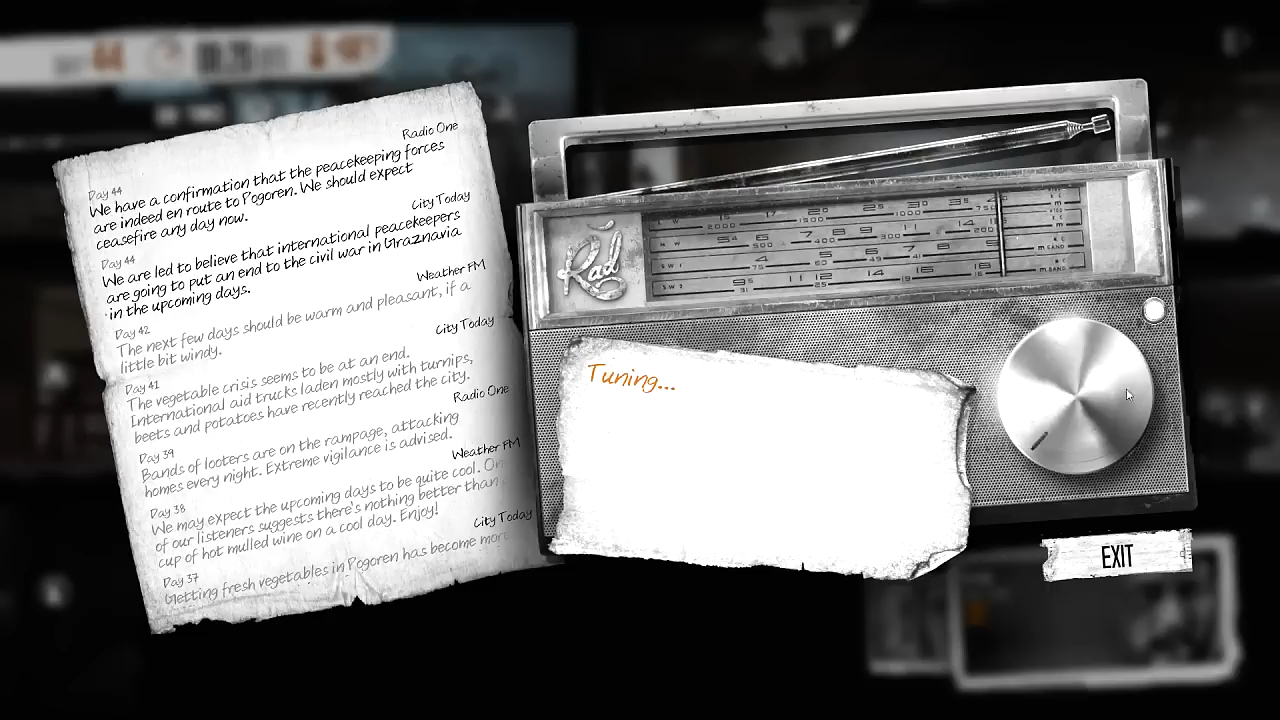 Radio One
Day 44
We have a confirmation that the peacekeeping forces
are indeed en route to Pogoren. We should expect
ceasefire any day now.
City Today
Day 44
We are led to believe that international peacekeepers
are going to put an end to the civil war in Graznavia
in the upcoming days.
Weather FM
Day 42
The next few days should be warm and pleasant, if a
little bit windy.
City Today
Day 41
The vegetable crisis seems to be at an end.
International aid trucks laden mostly with turnips,
beets and potatoes have recently reached the city.
Radio One
Day 39
Bands of looters are on the rampage, attacking
homes every night. Extreme vigilance is advised.
Weather FM
Day 38
We may expect the upcoming days to be quite cool. On
of our listeners suggests there's nothing better than
cup of hot mulled wine on a cool day. Enjoy!
City Today
Day 37
Getting fresh vegetables in Pogoren has become more
Rad
Tuning...
EXIT